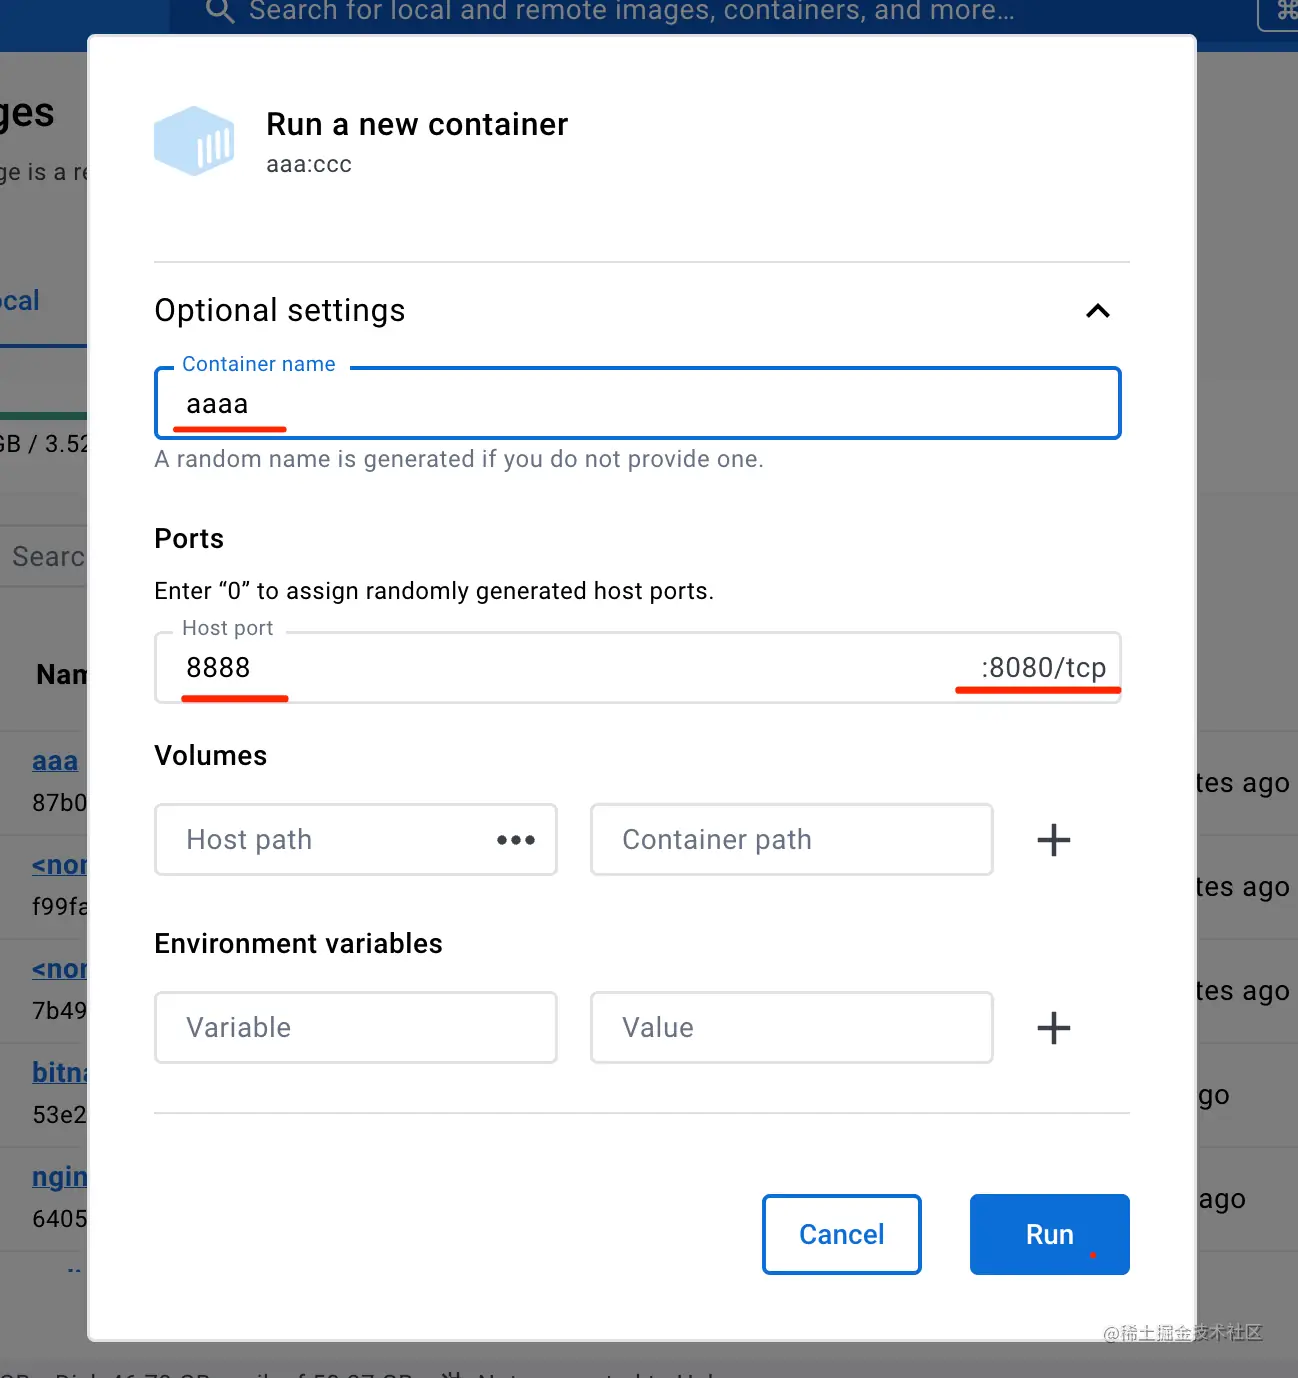 Search for local and remote images, containers, and more...
ges
ge is a re
ocal
GB / 3.52
Searc
Nam
aaa
87b0
<non
f99fa
<non
7b49
bitna
53e2
ngin
6405
Run a new container
aaa:ccc
Optional settings
Container name
aaaa
A random name is generated if you do not provide one.
Ports
Enter “0” to assign randomly generated host ports.
Host port
8888
:8080/tcp
Volumes
Host path
Container path
Environment variables
Variable
Value
Cancel
Run
tes ago
tes ago
tes ago
go
ago
@稀土掘金技术社区